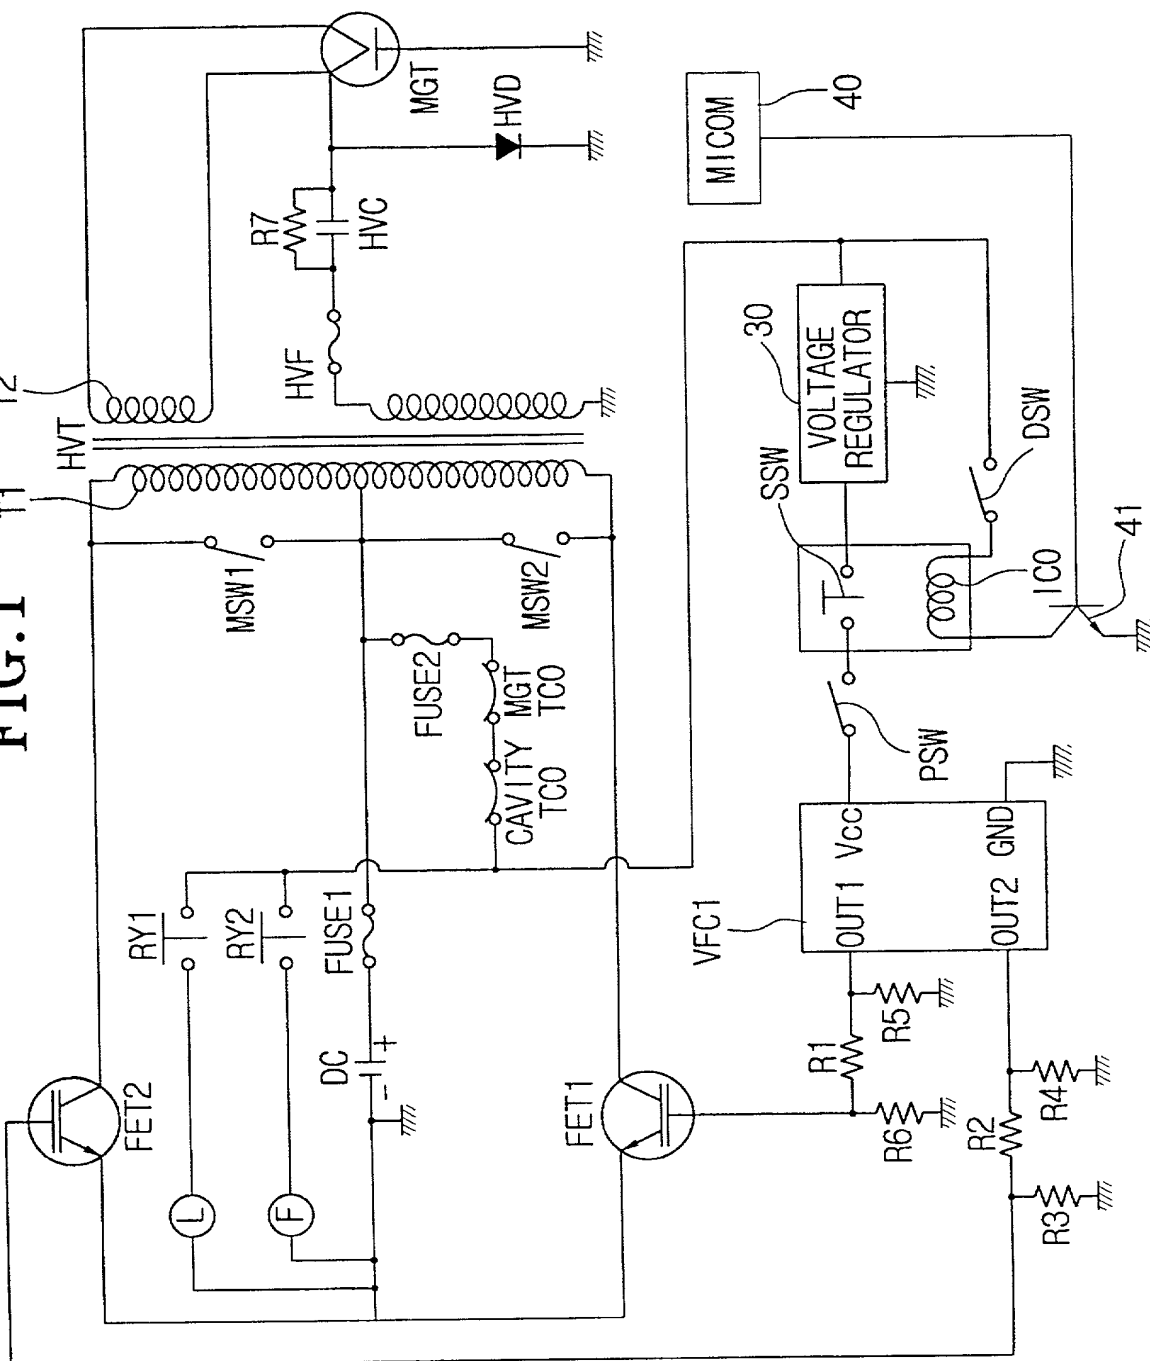 FIG.1
T1
HVT
MGT
HVD
R7
HVC
HVF
MSW1
MSW2
FUSE2
MGT
TCO
CAVITY
TCO
RY1
RY2
FUSE1
DC
+
-
FET2
L
F
FET1
MICOM
40
30
VOLTAGE
REGULATOR
SSW
DSW
ICO
41
PSW
VFC1
OUT1
Vcc
OUT2
GND
R5
R1
R6
R4
R2
R3